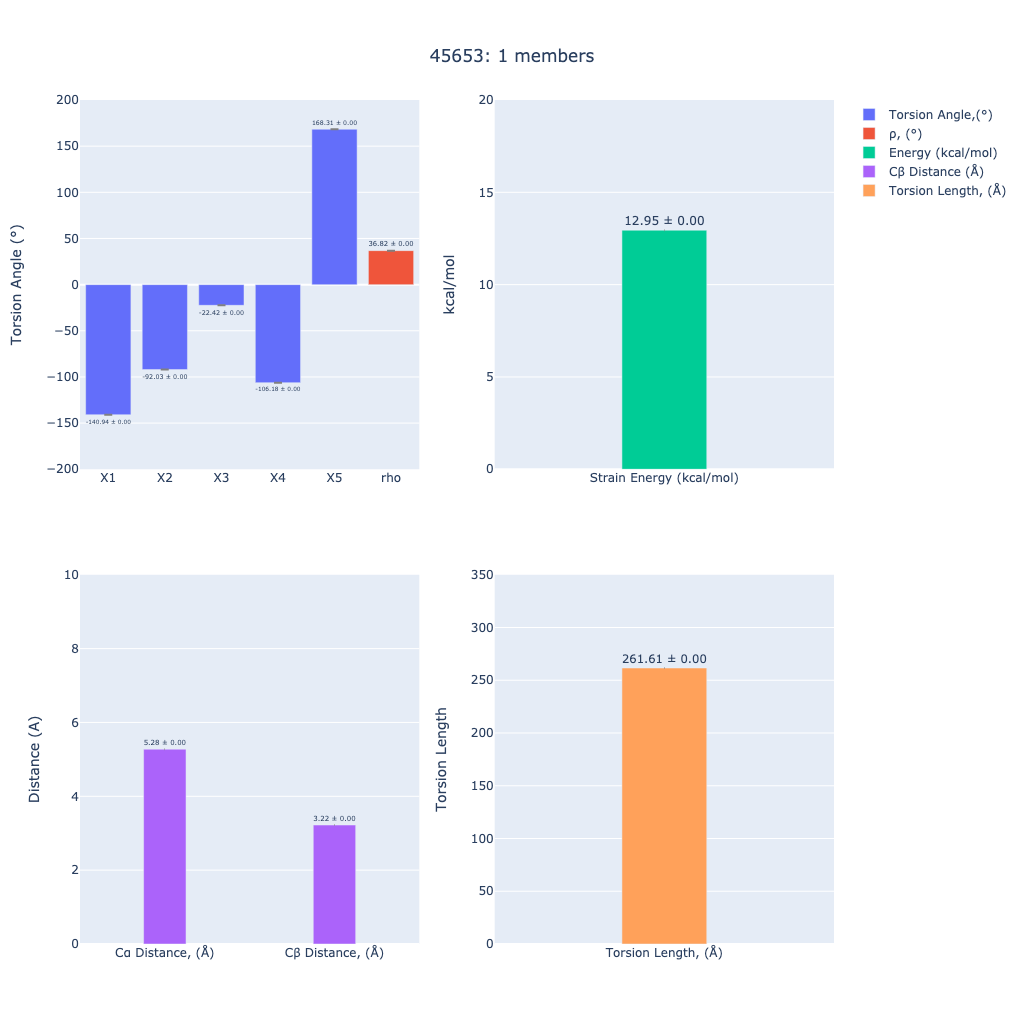 45653: 1 members
Torsion Angle (°)
200
150
100
50
0
−50
−100
−150
−200
-140.94 ± 0.00
-92.03 ± 0.00
-22.42 ± 0.00
-106.18 ± 0.00
168.31 ± 0.00
36.82 ± 0.00
X1 X2 X3 X4 X5 rho
kcal/mol
20
15
10
5
0
12.95 ± 0.00
Strain Energy (kcal/mol)
Torsion Angle,(°)
ρ, (°)
Energy (kcal/mol)
Cβ Distance (Å)
Torsion Length, (Å)
Distance (A)
10
8
6
4
2
0
5.28 ± 0.00
3.22 ± 0.00
Cα Distance, (Å) Cβ Distance, (Å)
Torsion Length
350
300
250
200
150
100
50
0
261.61 ± 0.00
Torsion Length, (Å)